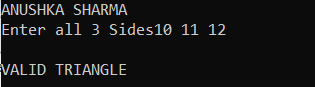 ANUSHKA SHARMA
Enter all 3 Sides10 11 12
VALID TRIANGLE